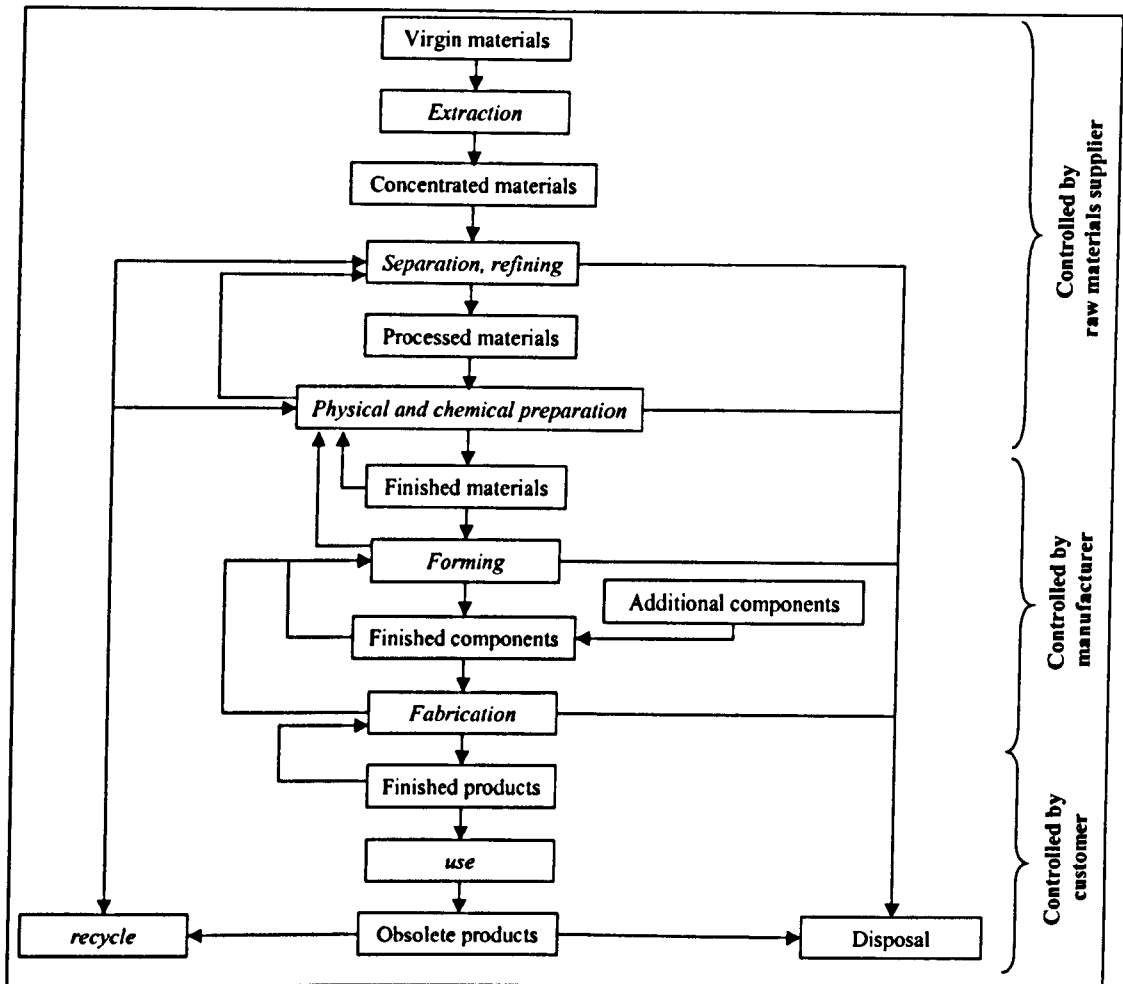 Virgin materials
Extraction
Concentrated materials
Separation, refining
Processed materials
Physical and chemical preparation
Finished materials
Forming
Additional components
Finished components
Fabrication
Finished products
use
Obsolete products
recycle
Disposal
Controlled by
raw materials supplier
Controlled by
manufacturer
Controlled by
customer